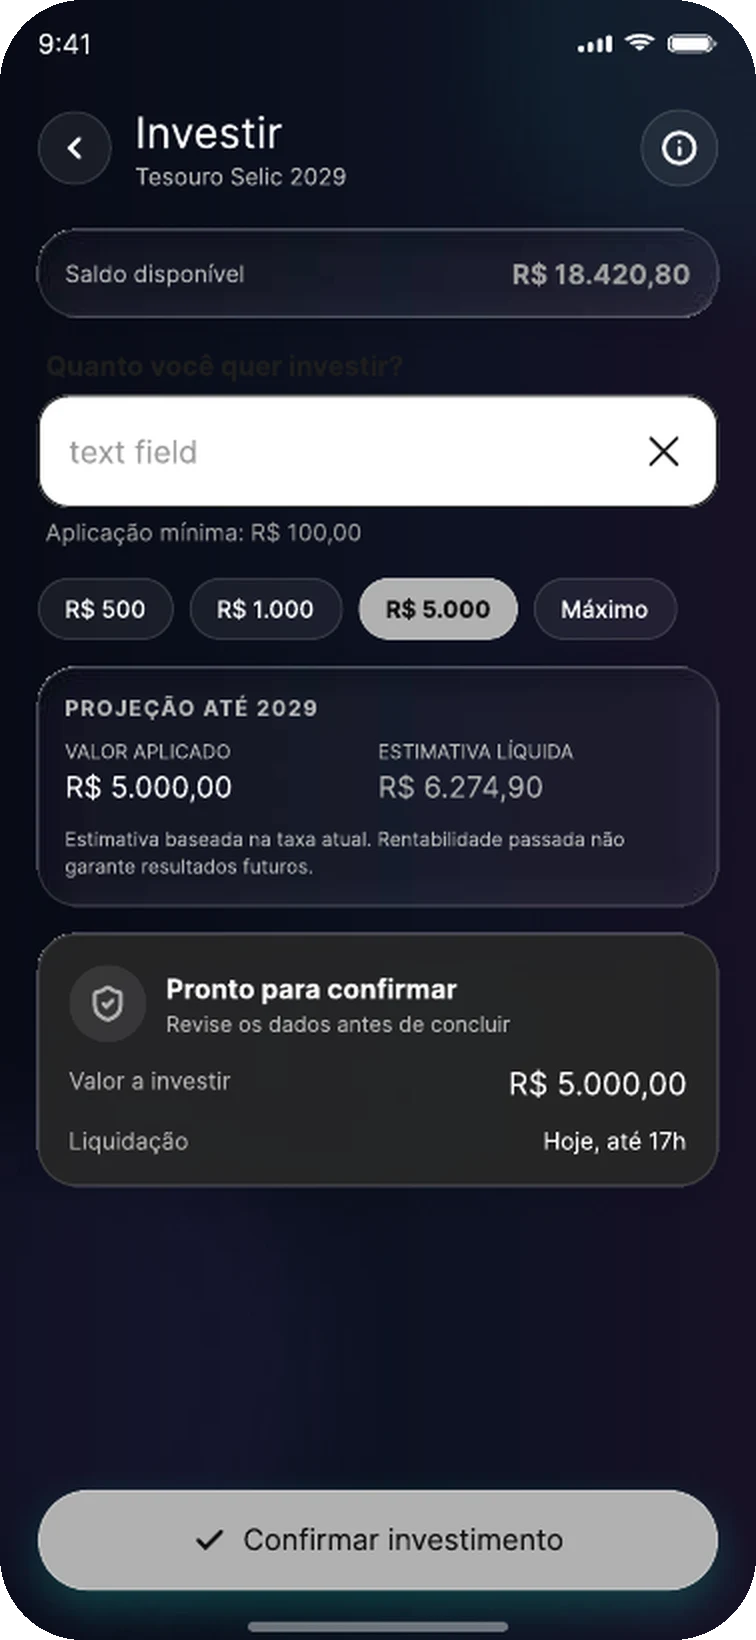 9:41
Investir
Tesouro Selic 2029
Saldo disponível R$ 18.420,80
Quanto você quer investir?
text field
Aplicação mínima: R$ 100,00
R$ 500 R$ 1.000 R$ 5.000 Máximo
PROJEÇÃO ATÉ 2029
VALOR APLICADO ESTIMATIVA LÍQUIDA
R$ 5.000,00 R$ 6.274,90
Estimativa baseada na taxa atual. Rentabilidade passada não
garante resultados futuros.
Pronto para confirmar
Revise os dados antes de concluir
Valor a investir R$ 5.000,00
Liquidação Hoje, até 17h
Confirmar investimento